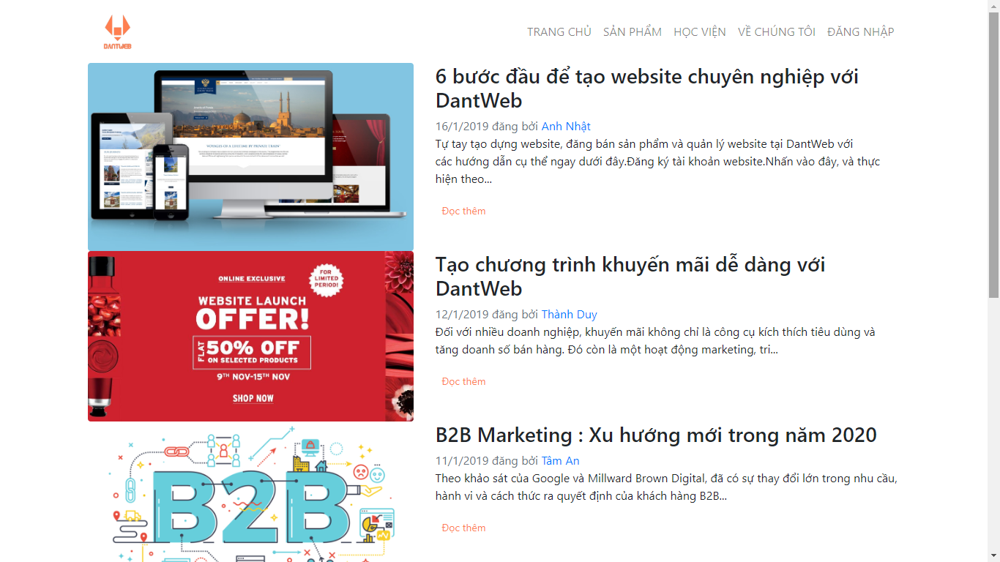 DANTWEB
TRANG CHỦ SẢN PHẨM HỌC VIỆN VỀ CHÚNG TÔI ĐĂNG NHẬP
VOYAGES OF A LIFETIME BY PRIVATE TRAIN
6 bước đầu để tạo website chuyên nghiệp với
DantWeb
16/1/2019 đăng bởi Anh Nhật
Tự tay tạo dựng website, đăng bán sản phẩm và quản lý website tại DantWeb với
các hướng dẫn cụ thể ngay dưới đây.Đăng ký tài khoản website.Nhấn vào đây, và thực
hiện theo...
Đọc thêm
ONLINE EXCLUSIVE
FOR
LIMITED
PERIOD!
WEBSITE LAUNCH
OFFER!
FLAT 50% OFF
ON SELECTED PRODUCTS
9TH NOV-15TH NOV
SHOP NOW
Tạo chương trình khuyến mãi dễ dàng với
DantWeb
12/1/2019 đăng bởi Thành Duy
Đối với nhiều doanh nghiệp, khuyến mãi không chỉ là công cụ kích thích tiêu dùng và
tăng doanh số bán hàng. Đó còn là một hoạt động marketing, tri...
Đọc thêm
B2B
B2B Marketing : Xu hướng mới trong năm 2020
11/1/2019 đăng bởi Tâm An
Theo khảo sát của Google và Millward Brown Digital, đã có sự thay đổi lớn trong nhu cầu,
hành vi và cách thức ra quyết định của khách hàng B2B...
Đọc thêm